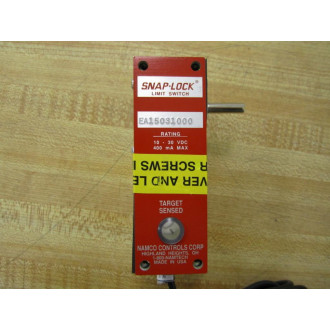 SNAP-LOCK®
LIMIT SWITCH
EA15031000
RATING
10 - 30 VDC
400 mA MAX
VER AND LE
R SCREWS
TARGET
SENSED
NAMCO CONTROLS CORP
HIGHLAND HEIGHTS, OH
MADE IN USA